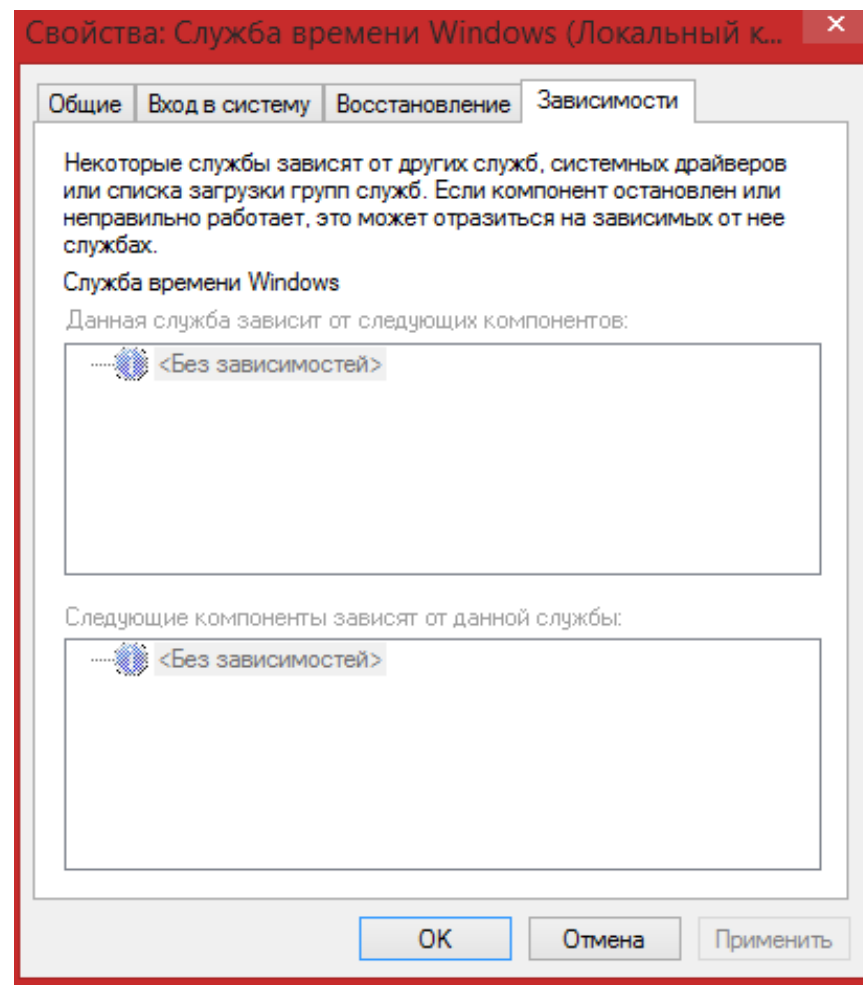 Свойства: Служба времени Windows (Локальный к...
Общие
Вход в систему
Восстановление
Зависимости
Некоторые службы зависят от других служб, системных драйверов
или списка загрузки групп служб. Если компонент остановлен или
неправильно работает, это может отразиться на зависимых от нее
службах.
Служба времени Windows
Данная служба зависит от следующих компонентов:
<Без зависимостей>
Следующие компоненты зависят от данной службы:
<Без зависимостей>
OK
Отмена
Применить